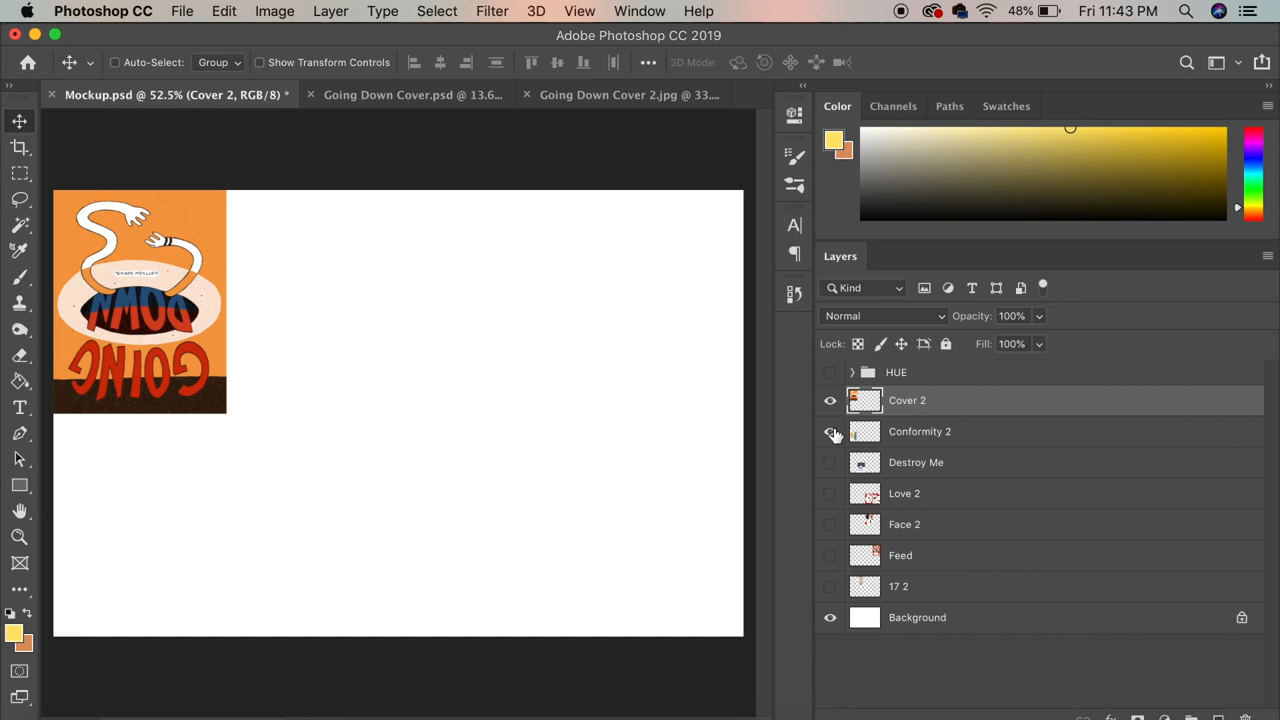 Photoshop CC File Edit Image Layer Type Select Filter 3D View Window Help 48% Fri 11:43 PM
Adobe Photoshop CC 2019
Auto-Select: Group Show Transform Controls 3D Mode:
Mockup.psd @ 52.5% (Cover 2, RGB/8) * Going Down Cover.psd @ 13.6... Going Down Cover 2.jpg @ 33....
Color Channels Paths Swatches
Layers
Kind
Normal Opacity: 100%
Lock: Fill: 100%
HUE
Cover 2
Conformity 2
Destroy Me
Love 2
Face 2
Feed
17 2
Background
DOWN
GOING